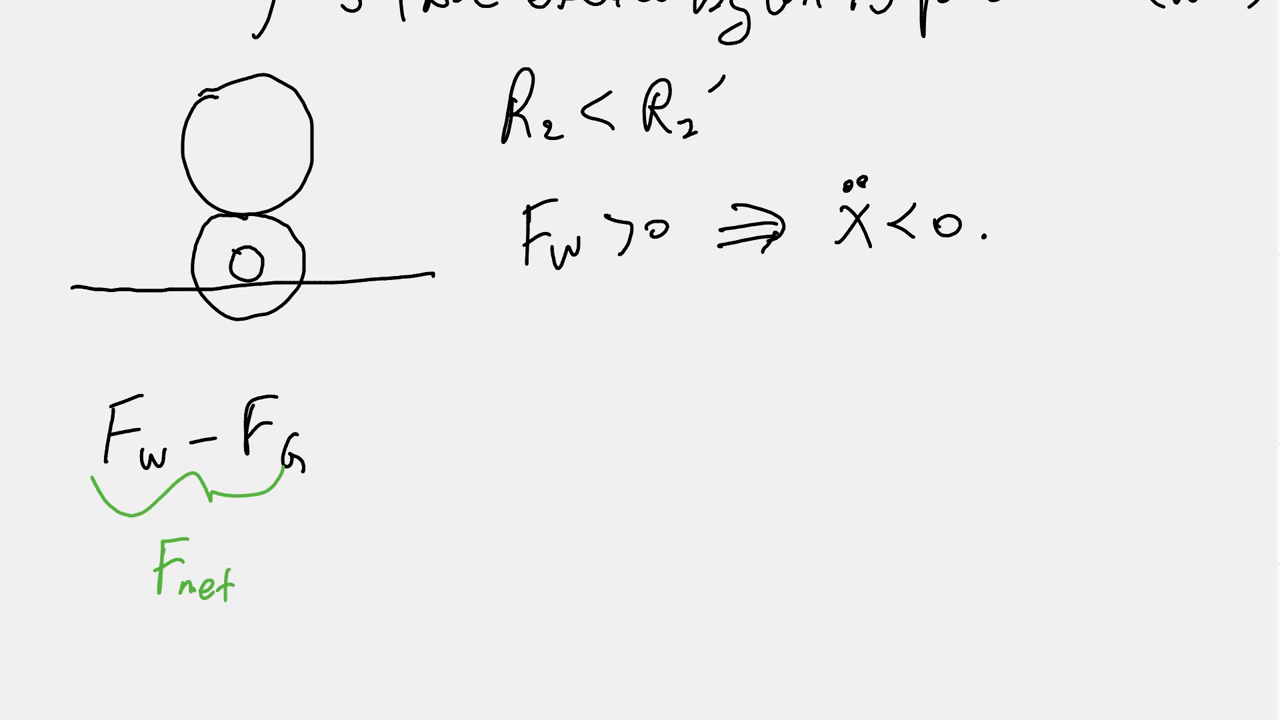 R₂ < R₂′
F_W > 0 ⇒ ẍ < 0.
F_W − F_G
F_net